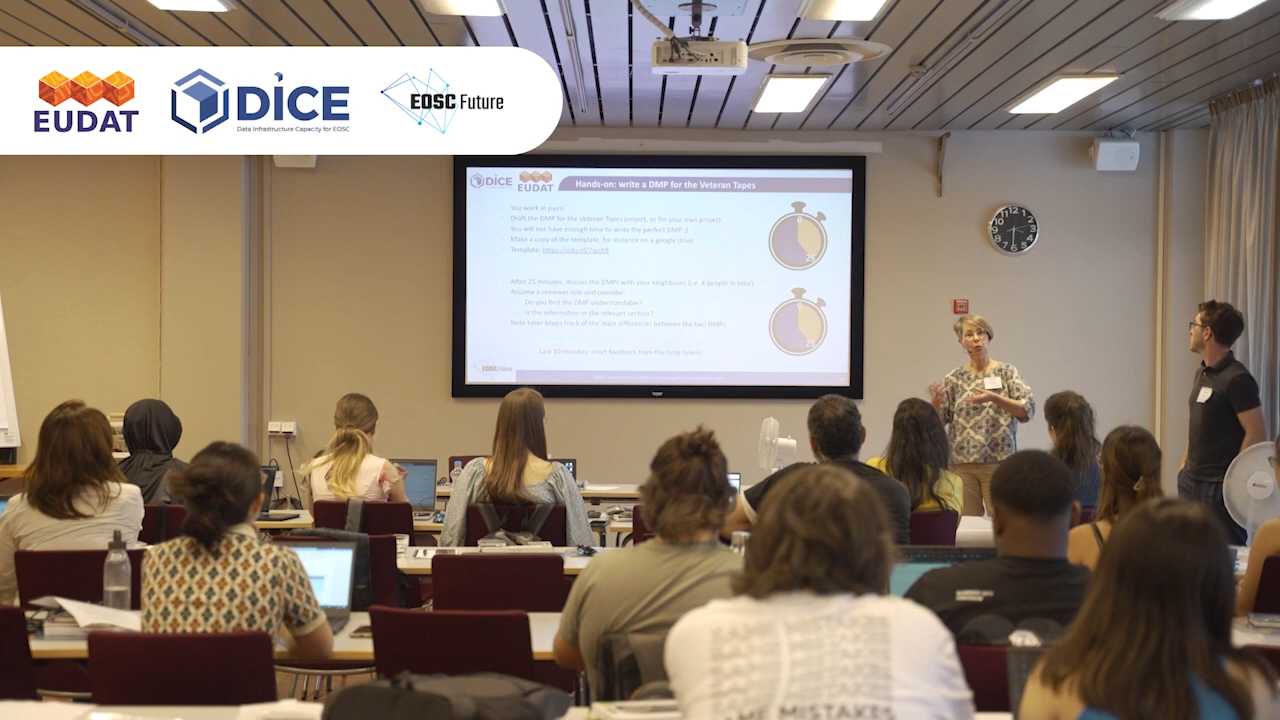 EUDAT
DICE
Data Infrastructure Capacity for EOSC
EOSC Future
DICE
EUDAT
Hands-on: write a DMP for the Veteran Tapes
- You work in pairs,
- Draft the DMP for the Veteran Tapes project, or for your own project.
- You will not have enough time to write the perfect DMP ;)
- Make a copy of the template, for instance on a google drive
- Template:
- After 25 minutes, discuss the DMPs with your neighbours (i.e. 4 people in total).
Assume a reviewer role and consider:
- Do you find the DMP understandable?
- Is the information in the relevant section?
- Note taker keeps track of the main differences between the two DMPs
Last 10 minutes: short feedback from the note takers
25
25
EOSC Future
SAME MISTAKES